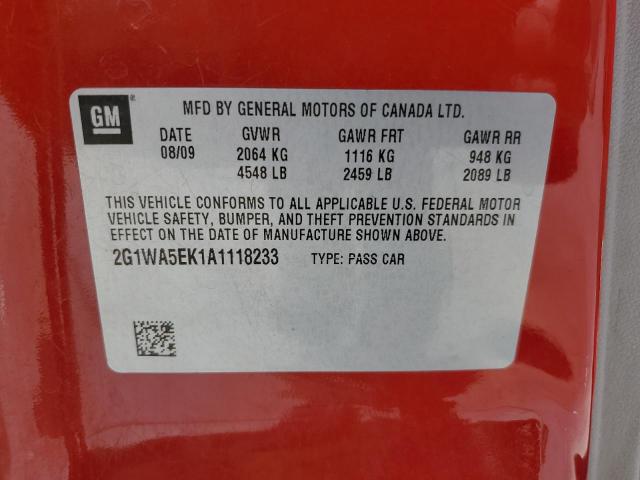 GM
MFD BY GENERAL MOTORS OF CANADA LTD.
DATE GVWR GAWR FRT GAWR RR
08/09 2064 KG 1116 KG 948 KG
4548 LB 2459 LB 2089 LB
THIS VEHICLE CONFORMS TO ALL APPLICABLE U.S. FEDERAL MOTOR
VEHICLE SAFETY, BUMPER, AND THEFT PREVENTION STANDARDS IN
EFFECT ON THE DATE OF MANUFACTURE SHOWN ABOVE.
2G1WA5EK1A1118233 TYPE: PASS CAR